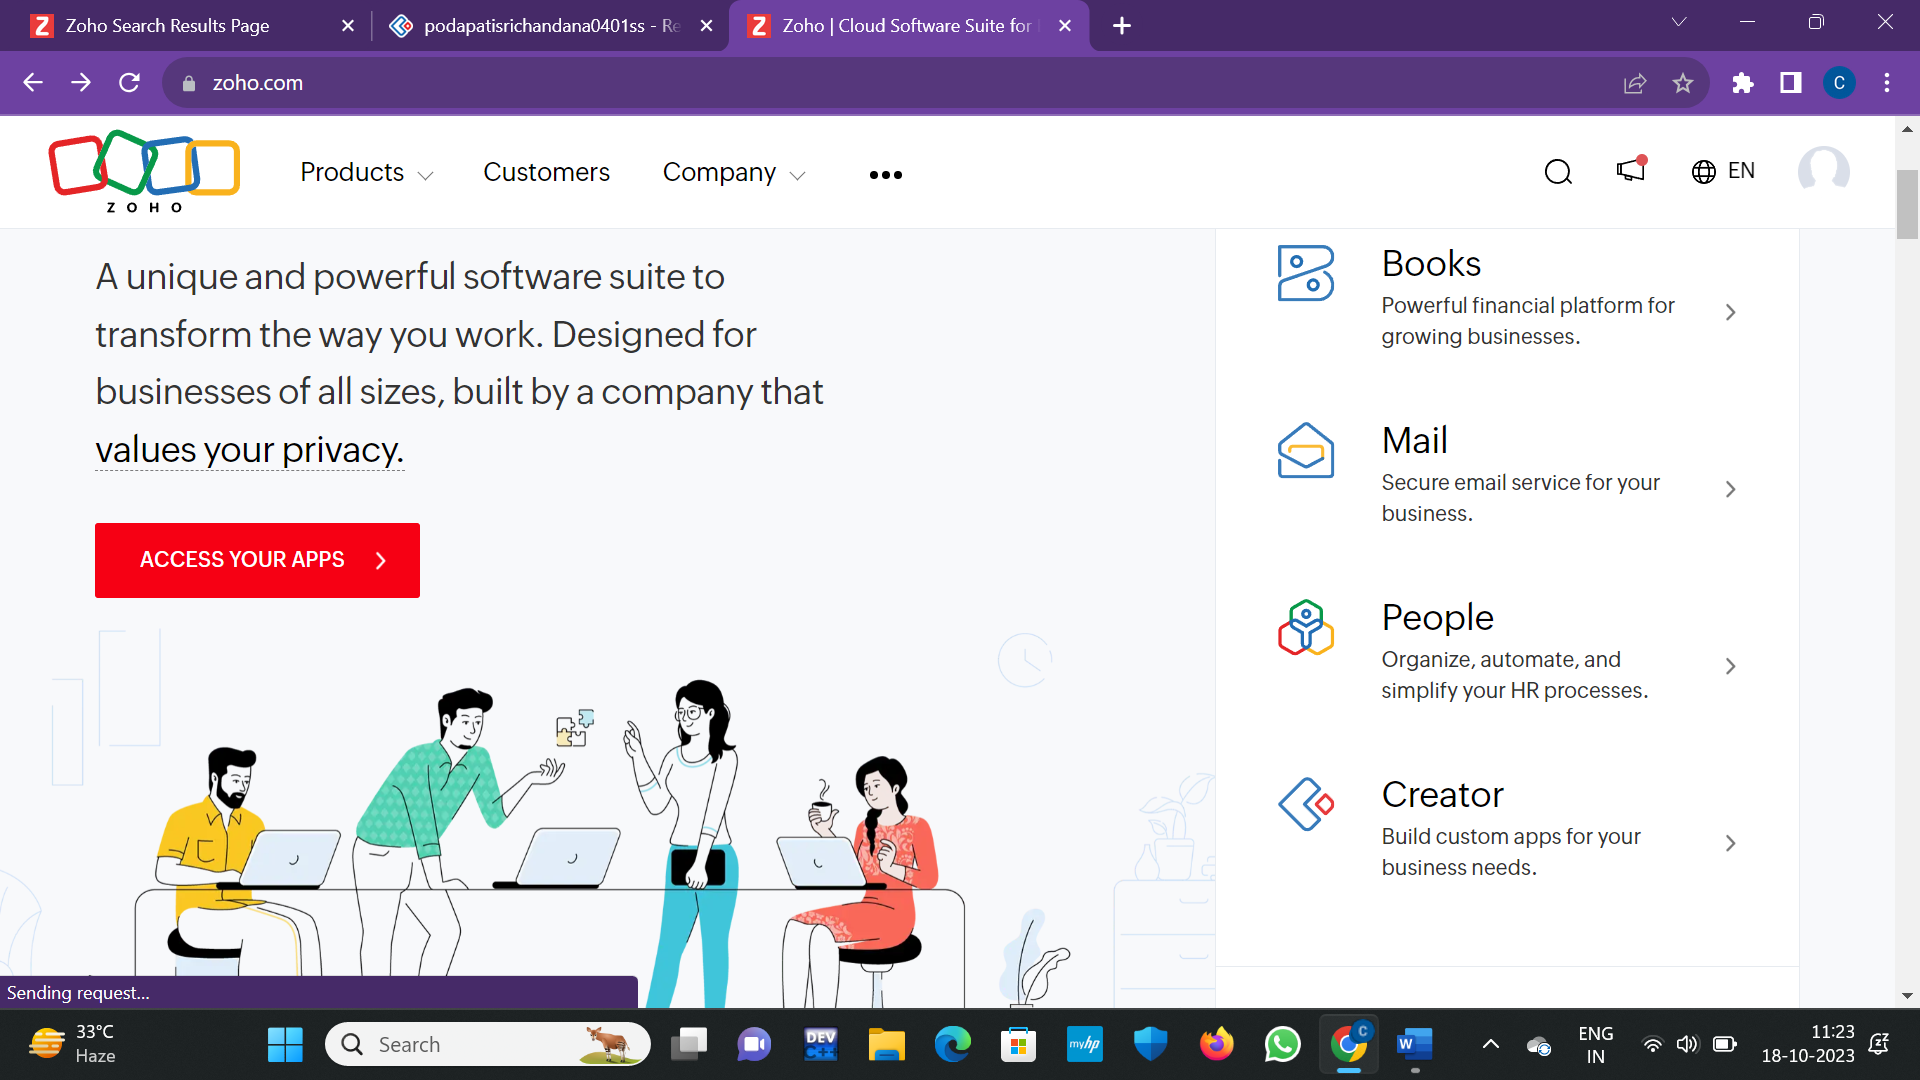 Zoho Search Results Page
podapatisrichandana0401ss - Re
Zoho | Cloud Software Suite for
zoho.com
C
ZOHO
Products
Customers
Company
EN
A unique and powerful software suite to
transform the way you work. Designed for
businesses of all sizes, built by a company that
values your privacy.
ACCESS YOUR APPS
Books
Powerful financial platform for
growing businesses.
Mail
Secure email service for your
business.
People
Organize, automate, and
simplify your HR processes.
Creator
Build custom apps for your
business needs.
Sending request...
33°C
Haze
Search
DEV
C++
myhp
C
W
ENG
IN
11:23
18-10-2023